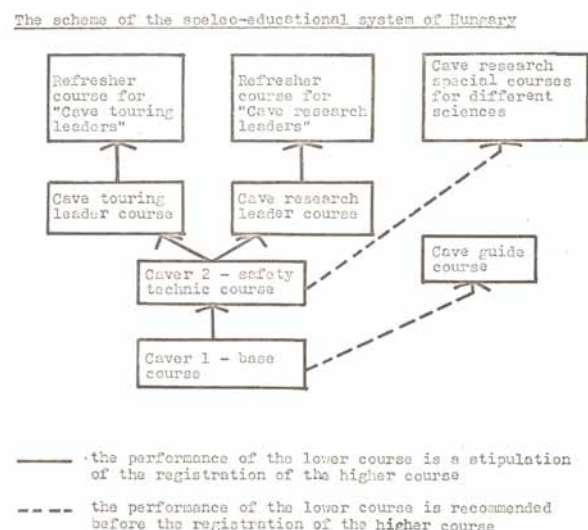 The scheme of the speleo-educational system of Hungary
Refresher
course for
"Cave touring
leaders"
Refresher
course for
"Cave research
leaders"
Cave research
special courses
for different
sciences
Cave touring
leader course
Cave research
leader course
Cave guide
course
Caver 2 - safety
technic course
Caver 1 - base
course
the performance of the lower course is a stipulation
of the registration of the higher course
the performance of the lower course is recommended
before the registration of the higher course